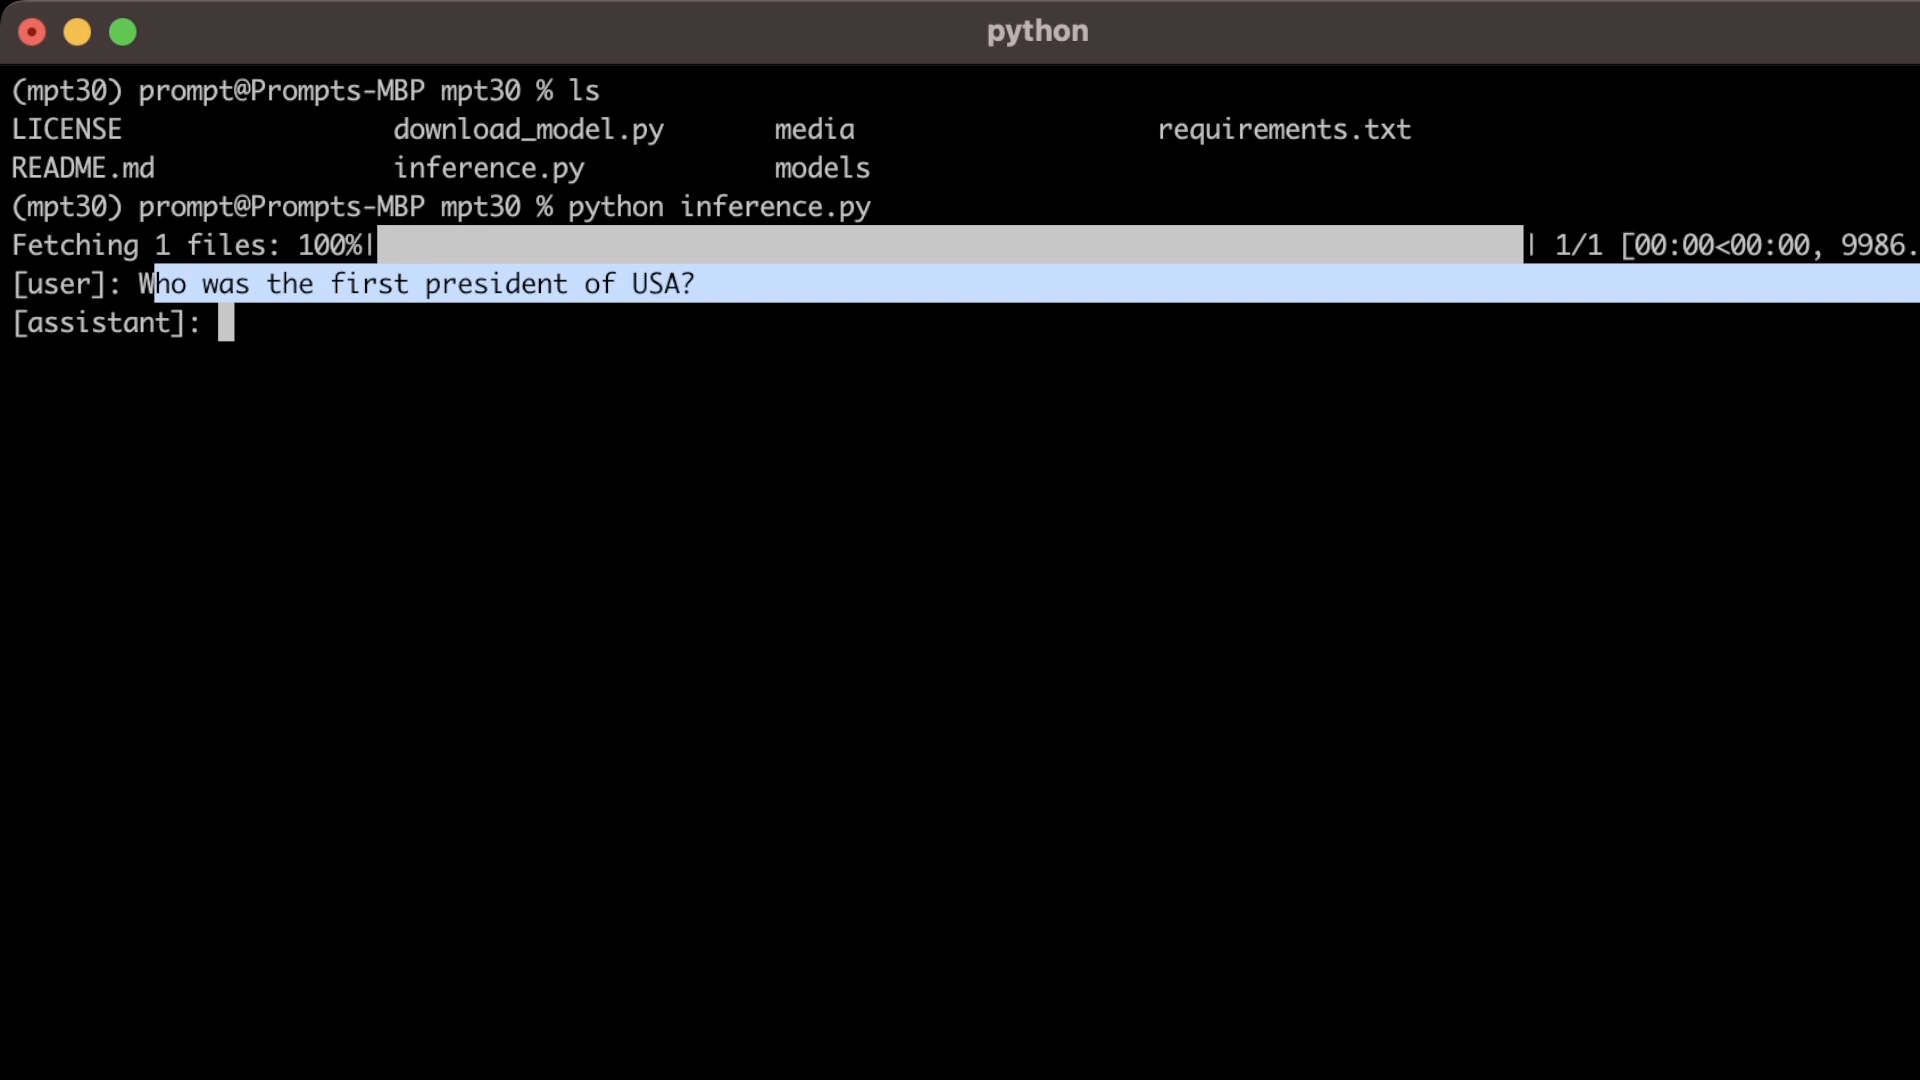 python
(mpt30) prompt@Prompts-MBP mpt30 % ls
LICENSE download_model.py media requirements.txt
README.md inference.py models
(mpt30) prompt@Prompts-MBP mpt30 % python inference.py
Fetching 1 files: 100%| | 1/1 [00:00<00:00, 9986.
[user]: Who was the first president of USA?
[assistant]: